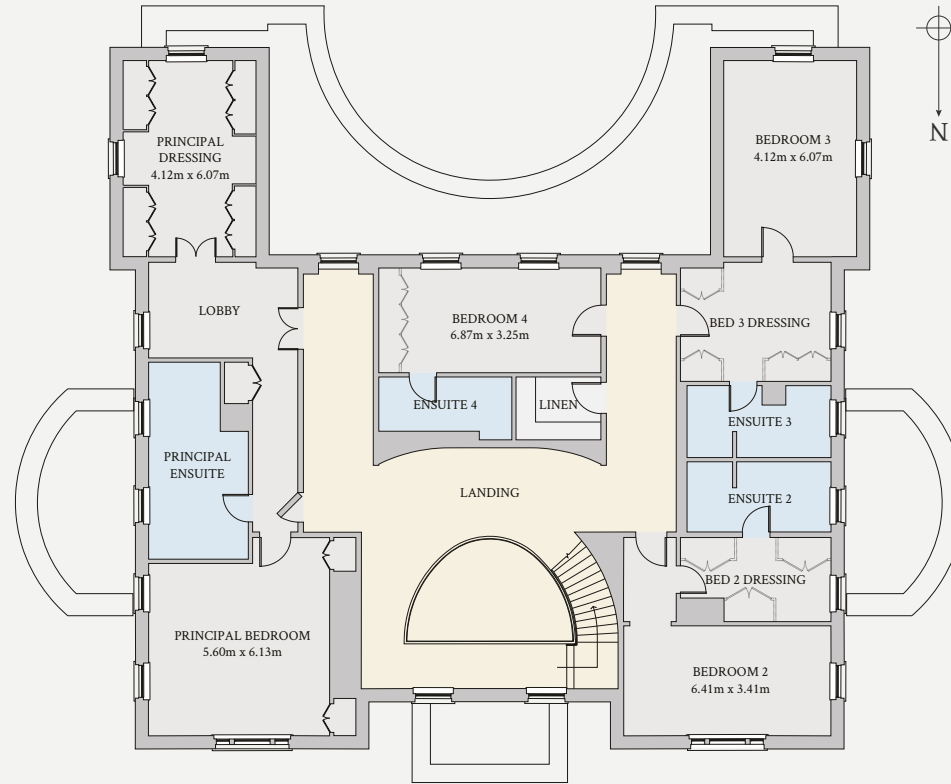 N
PRINCIPAL
DRESSING
4.12m x 6.07m
BEDROOM 3
4.12m x 6.07m
LOBBY
BEDROOM 4
6.87m x 3.25m
BED 3 DRESSING
ENSUITE 4
LINEN
ENSUITE 3
PRINCIPAL
ENSUITE
LANDING
ENSUITE 2
BED 2 DRESSING
PRINCIPAL BEDROOM
5.60m x 6.13m
BEDROOM 2
6.41m x 3.41m